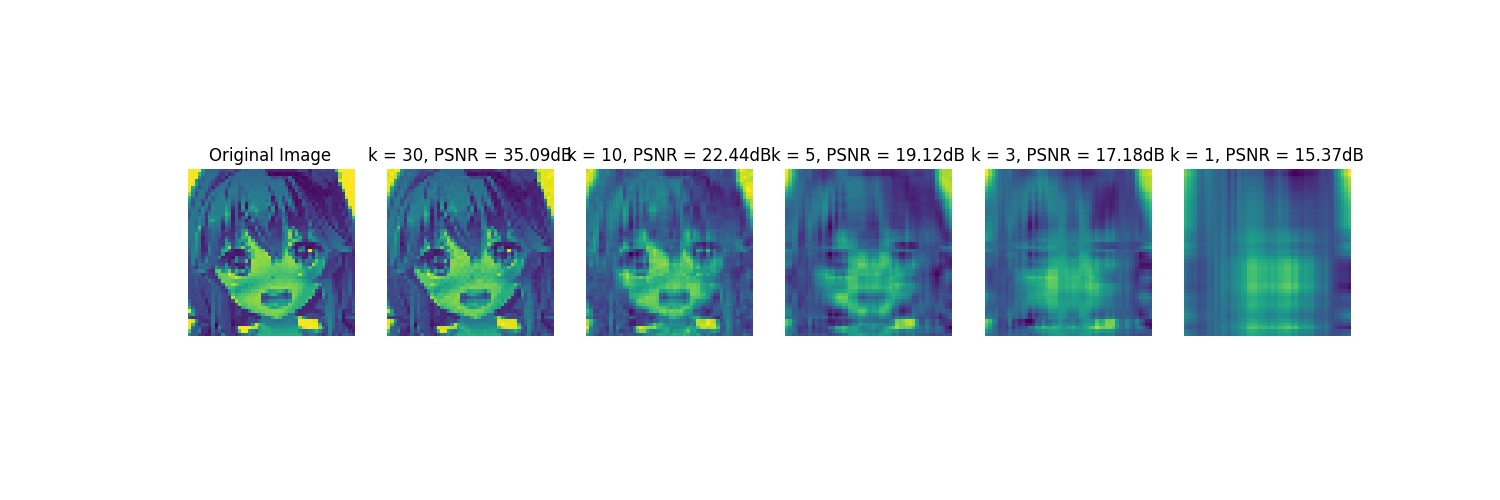 Original Image
k = 30, PSNR = 35.09dB
k = 10, PSNR = 22.44dB
k = 5, PSNR = 19.12dB
k = 3, PSNR = 17.18dB
k = 1, PSNR = 15.37dB